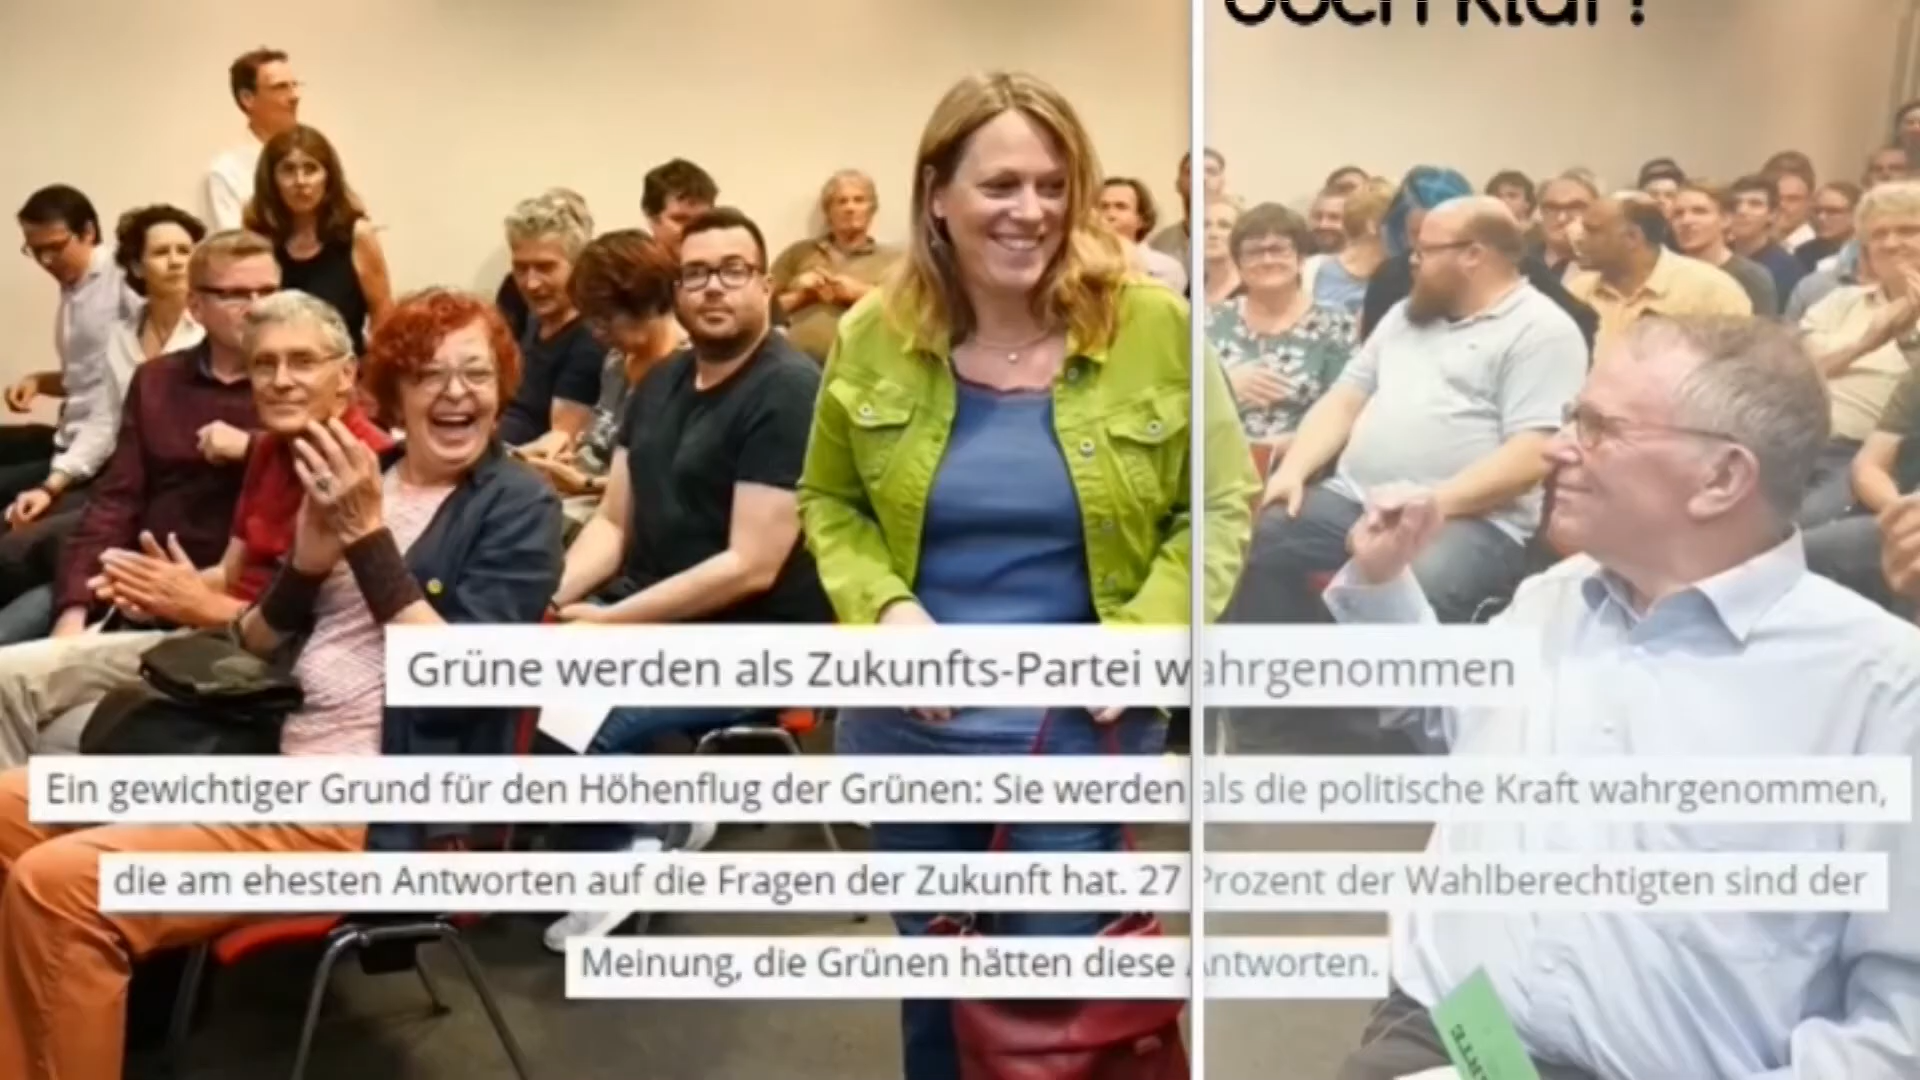 doch klar!
Grüne werden als Zukunfts-Partei wahrgenommen
Ein gewichtiger Grund für den Höhenflug der Grünen: Sie werden als die politische Kraft wahrgenommen,
die am ehesten Antworten auf die Fragen der Zukunft hat. 27 Prozent der Wahlberechtigten sind der
Meinung, die Grünen hätten diese Antworten.